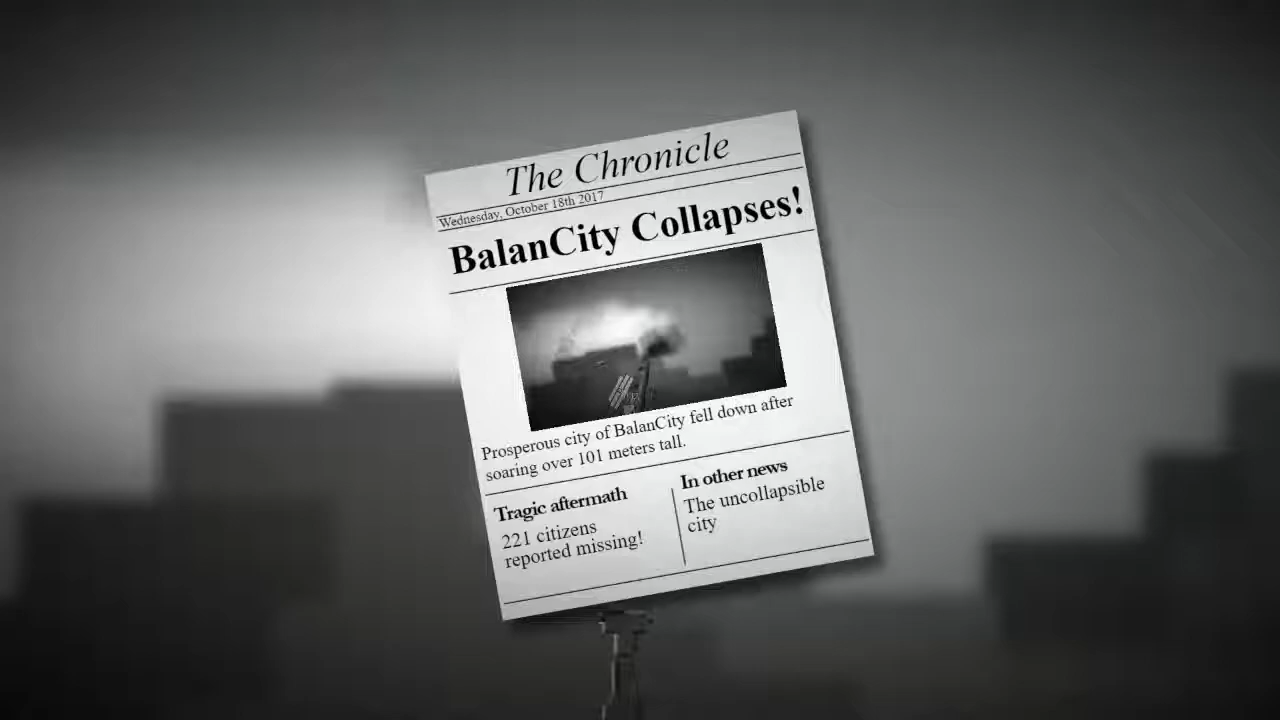 The Chronicle
Wednesday, October 18th 2017
BalanCity Collapses!
Prosperous city of BalanCity fell down after
soaring over 101 meters tall.
Tragic aftermath
221 citizens
reported missing!
In other news
The uncollapsible
city